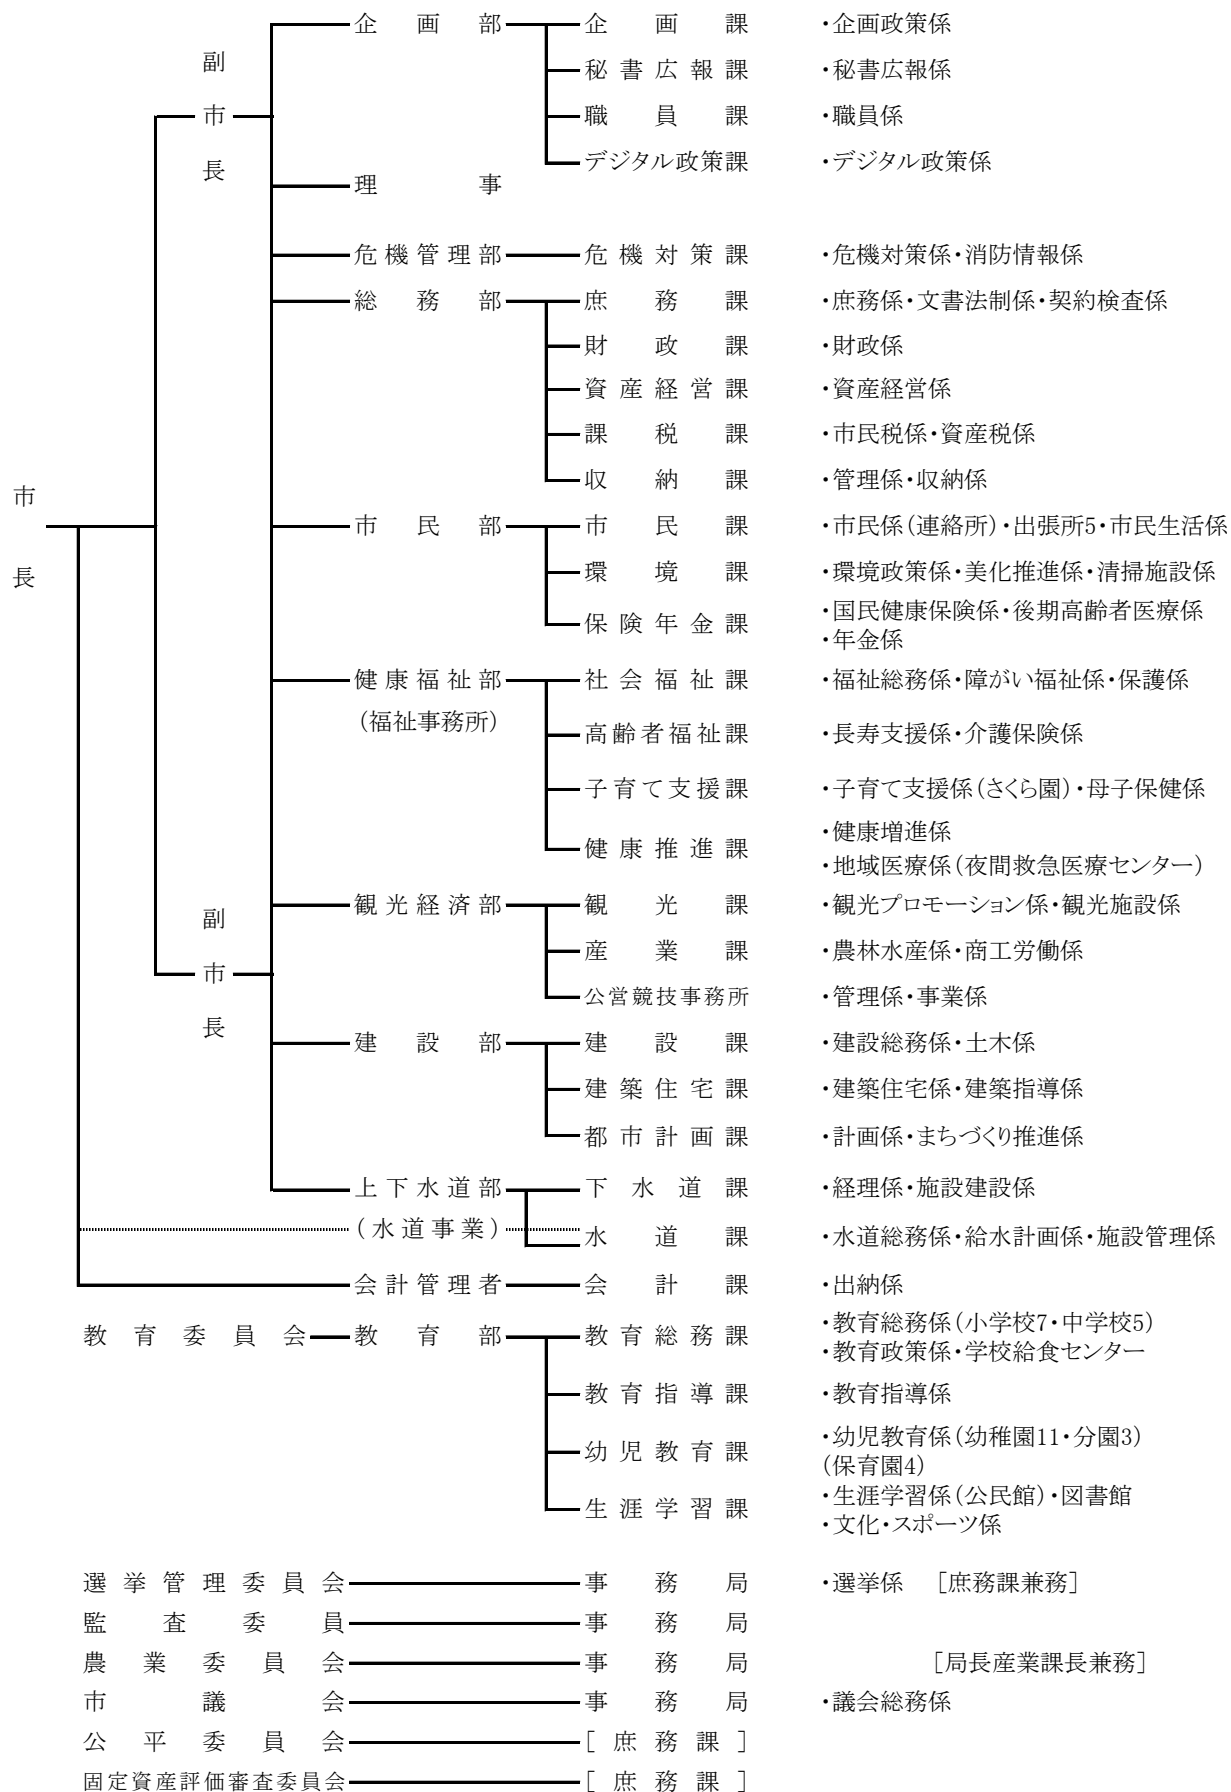 市長
副市長
副市長
企画部 企画課 ・企画政策係
秘書広報課 ・秘書広報係
職員課 ・職員係
デジタル政策課 ・デジタル政策係
理事
危機管理部 危機対策課 ・危機対策係・消防情報係
総務部 庶務課 ・庶務係・文書法制係・契約検査係
財政課 ・財政係
資産経営課 ・資産経営係
課税課 ・市民税係・資産税係
収納課 ・管理係・収納係
市民部 市民課 ・市民係(連絡所)・出張所5・市民生活係
環境課 ・環境政策係・美化推進係・清掃施設係
保険年金課 ・国民健康保険係・後期高齢者医療係
・年金係
健康福祉部 社会福祉課 ・福祉総務係・障がい福祉係・保護係
(福祉事務所)
高齢者福祉課 ・長寿支援係・介護保険係
子育て支援課 ・子育て支援係(さくら園)・母子保健係
健康推進課 ・健康増進係
・地域医療係(夜間救急医療センター)
観光経済部 観光課 ・観光プロモーション係・観光施設係
産業課 ・農林水産係・商工労働係
公営競技事務所 ・管理係・事業係
建設部 建設課 ・建設総務係・土木係
建築住宅課 ・建築住宅係・建築指導係
都市計画課 ・計画係・まちづくり推進係
上下水道部 下水道課 ・経理係・施設建設係
(水道事業) 水道課 ・水道総務係・給水計画係・施設管理係
会計管理者 会計課 ・出納係
教育委員会 教育部 教育総務課 ・教育総務係(小学校7・中学校5)
・教育政策係・学校給食センター
教育指導課 ・教育指導係
幼児教育課 ・幼児教育係(幼稚園11・分園3)
(保育園4)
生涯学習課 ・生涯学習係(公民館)・図書館
・文化・スポーツ係
選挙管理委員会 事務局 ・選挙係 [庶務課兼務]
監査委員 事務局
農業委員会 事務局 [局長産業課長兼務]
市議会 事務局 ・議会総務係
公平委員会 [庶務課]
固定資産評価審査委員会 [庶務課]